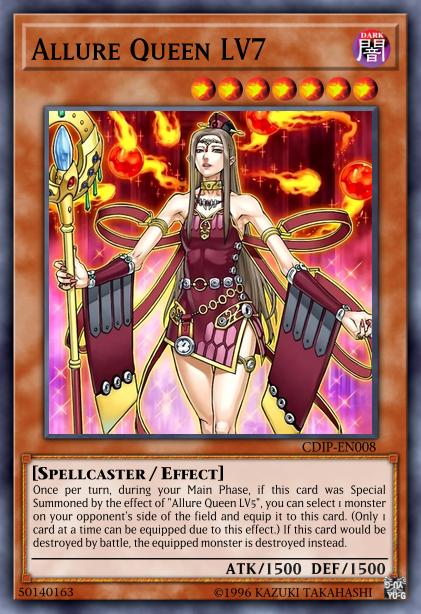 ALLURE QUEEN LV7
DARK
闇
CDIP-EN008
[SPELLCASTER / EFFECT]
Once per turn, during your Main Phase, if this card was Special
Summoned by the effect of "Allure Queen LV5", you can select 1 monster
on your opponent's side of the field and equip it to this card. (Only 1
card at a time can be equipped due to this effect.) If this card would be
destroyed by battle, the equipped monster is destroyed instead.
ATK/1500 DEF/1500
50140163
©1996 KAZUKI TAKAHASHI